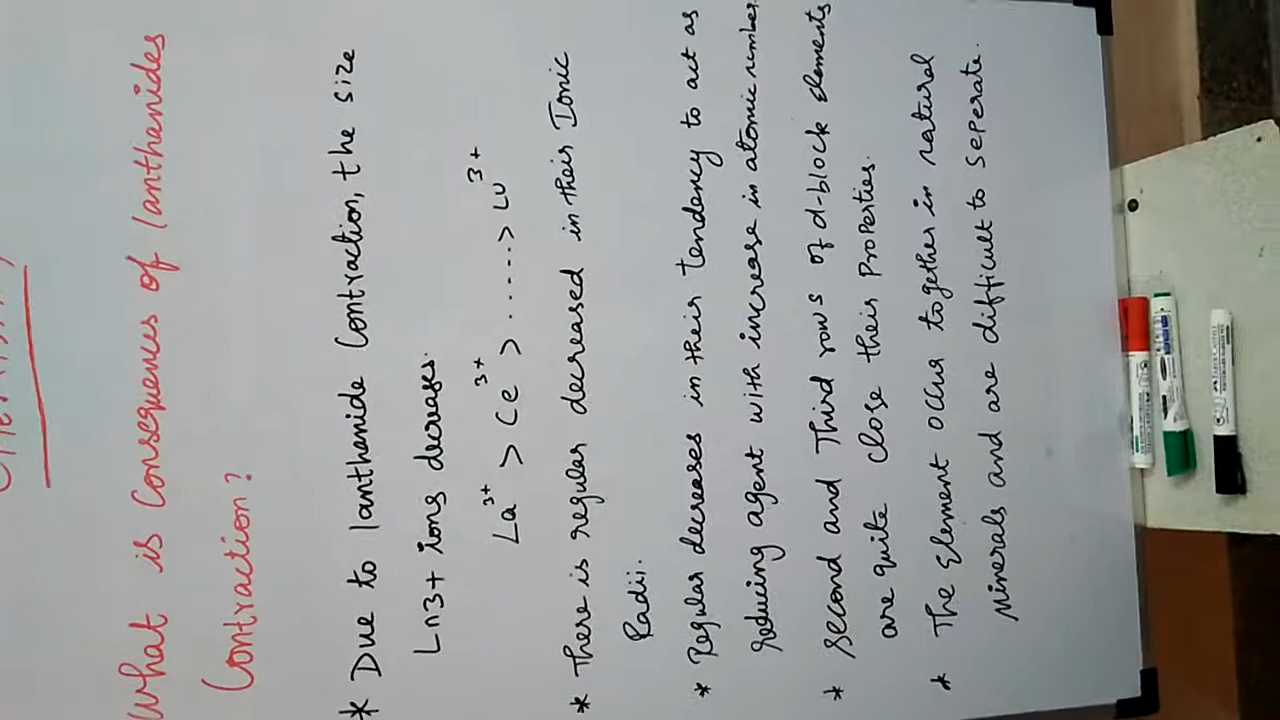 What is Consequences of lanthanides
Contraction?
* Due to lanthanide Contraction, the size
Ln3+ ions decreases.
La³⁺ > Ce³⁺ > ..... > Lu³⁺
* There is regular decreased in their Ionic
Radii.
* Regular decreases in their tendency to act as
reducing agent with increase in atomic number.
* second and Third rows of d-block elements
are quite close their Properties.
* The Element occur together in natural
Minerals and are difficult to seperate.